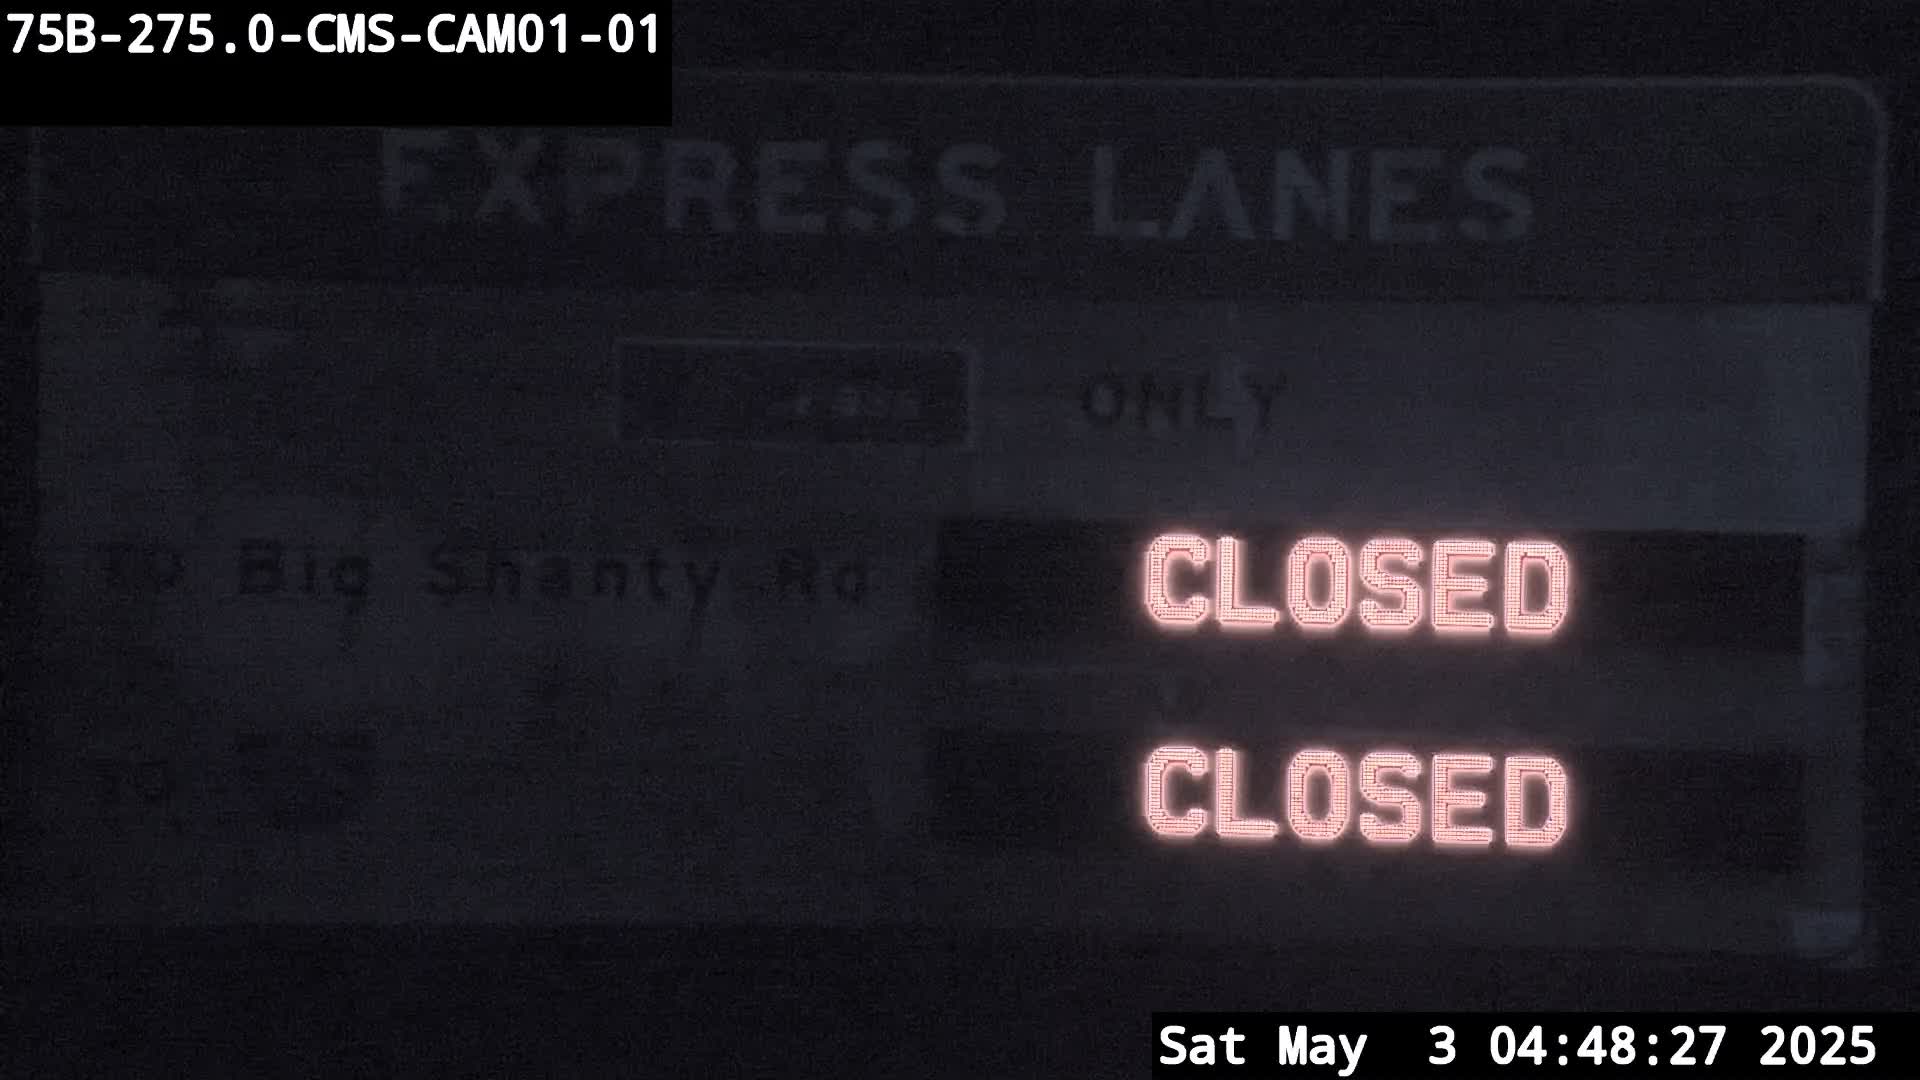 75B-275.0-CMS-CAM01-01
EXPRESS LANES
ONLY
TO Big Shanty Rd CLOSED
CLOSED
Sat May 3 04:48:27 2025